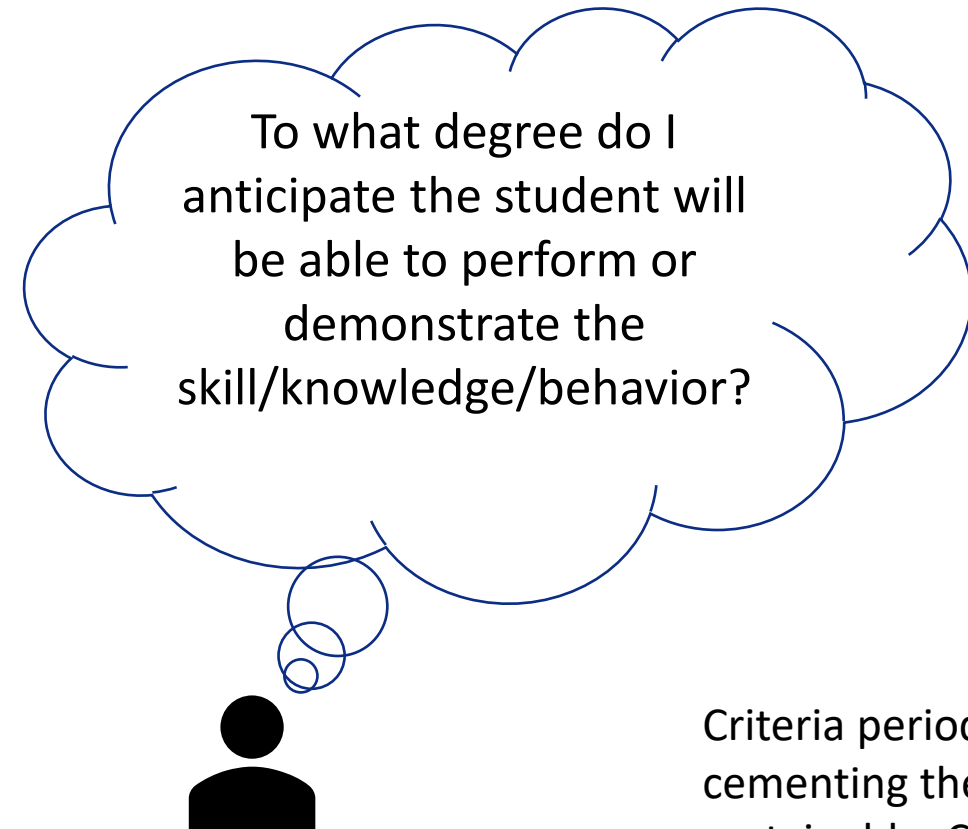 To what degree do I
anticipate the student will
be able to perform or
demonstrate the
skill/knowledge/behavior?
Criteria
cementing the